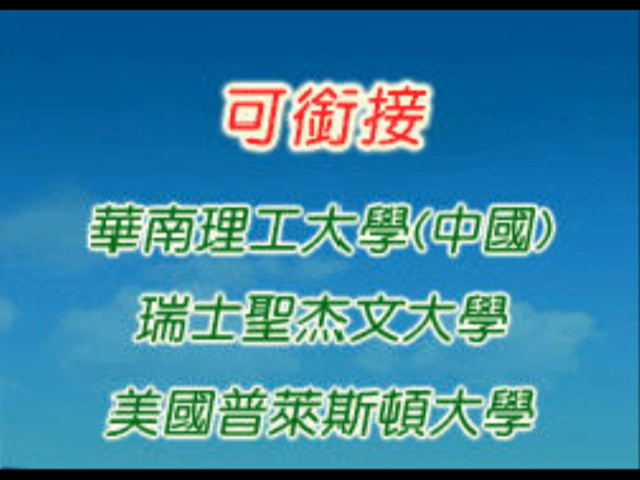 可銜接
華南理工大學(中國)
瑞士聖杰文大學
美國普萊斯頓大學